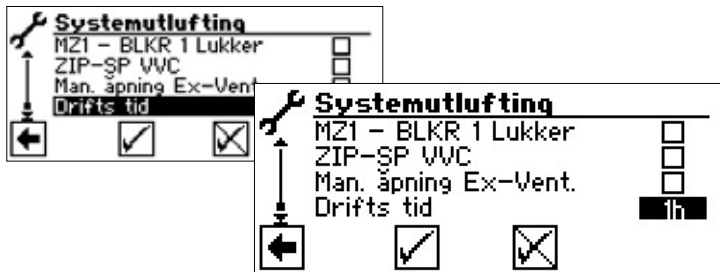 Systemutlufting
MZ1 - BLKR 1 Lukker
ZIP-SP VVC
Man. åpning Ex-Vent.
Drifts tid
Systemutlufting
MZ1 - BLKR 1 Lukker
ZIP-SP VVC
Man. åpning Ex-Vent.
Drifts tid 1h